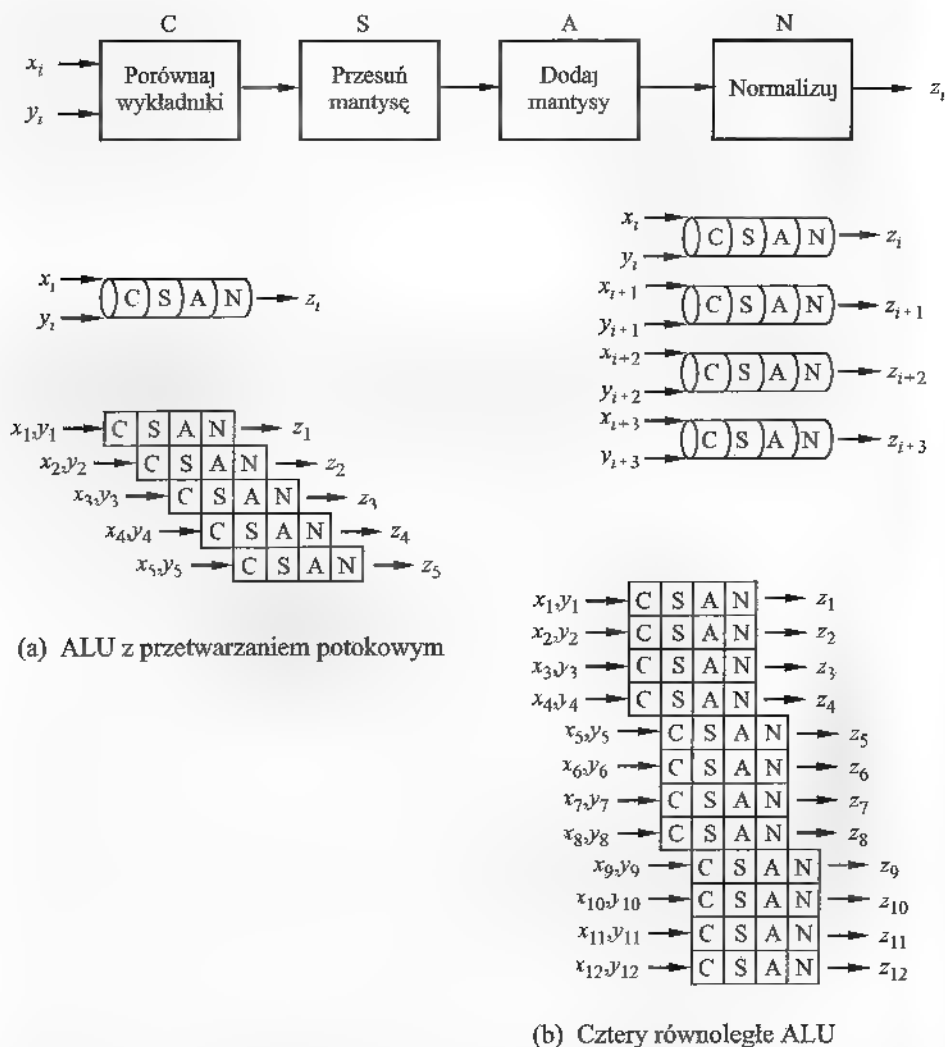 C S A N
Porównaj wykładniki
Przesuń mantysę
Dodaj mantysy
Normalizuj
x_i
y_i
z_i
x_i
y_i
C S A N
z_i
x_1,y_1 C S A N z_1
x_2,y_2 C S A N z_2
x_3,y_3 C S A N z_3
x_4,y_4 C S A N z_4
x_5,y_5 C S A N z_5
(a) ALU z przetwarzaniem potokowym
x_i
y_i
C S A N
z_i
x_{i+1}
y_{i+1}
C S A N
z_{i+1}
x_{i+2}
y_{i+2}
C S A N
z_{i+2}
x_{i+3}
y_{i+3}
C S A N
z_{i+3}
x_1,y_1 C S A N z_1
x_2,y_2 C S A N z_2
x_3,y_3 C S A N z_3
x_4,y_4 C S A N z_4
x_5,y_5 C S A N z_5
x_6,y_6 C S A N z_6
x_7,y_7 C S A N z_7
x_8,y_8 C S A N z_8
x_9,y_9 C S A N z_9
x_10,y_10 C S A N z_10
x_11,y_11 C S A N z_11
x_12,y_12 C S A N z_12
(b) Cztery równoległe ALU